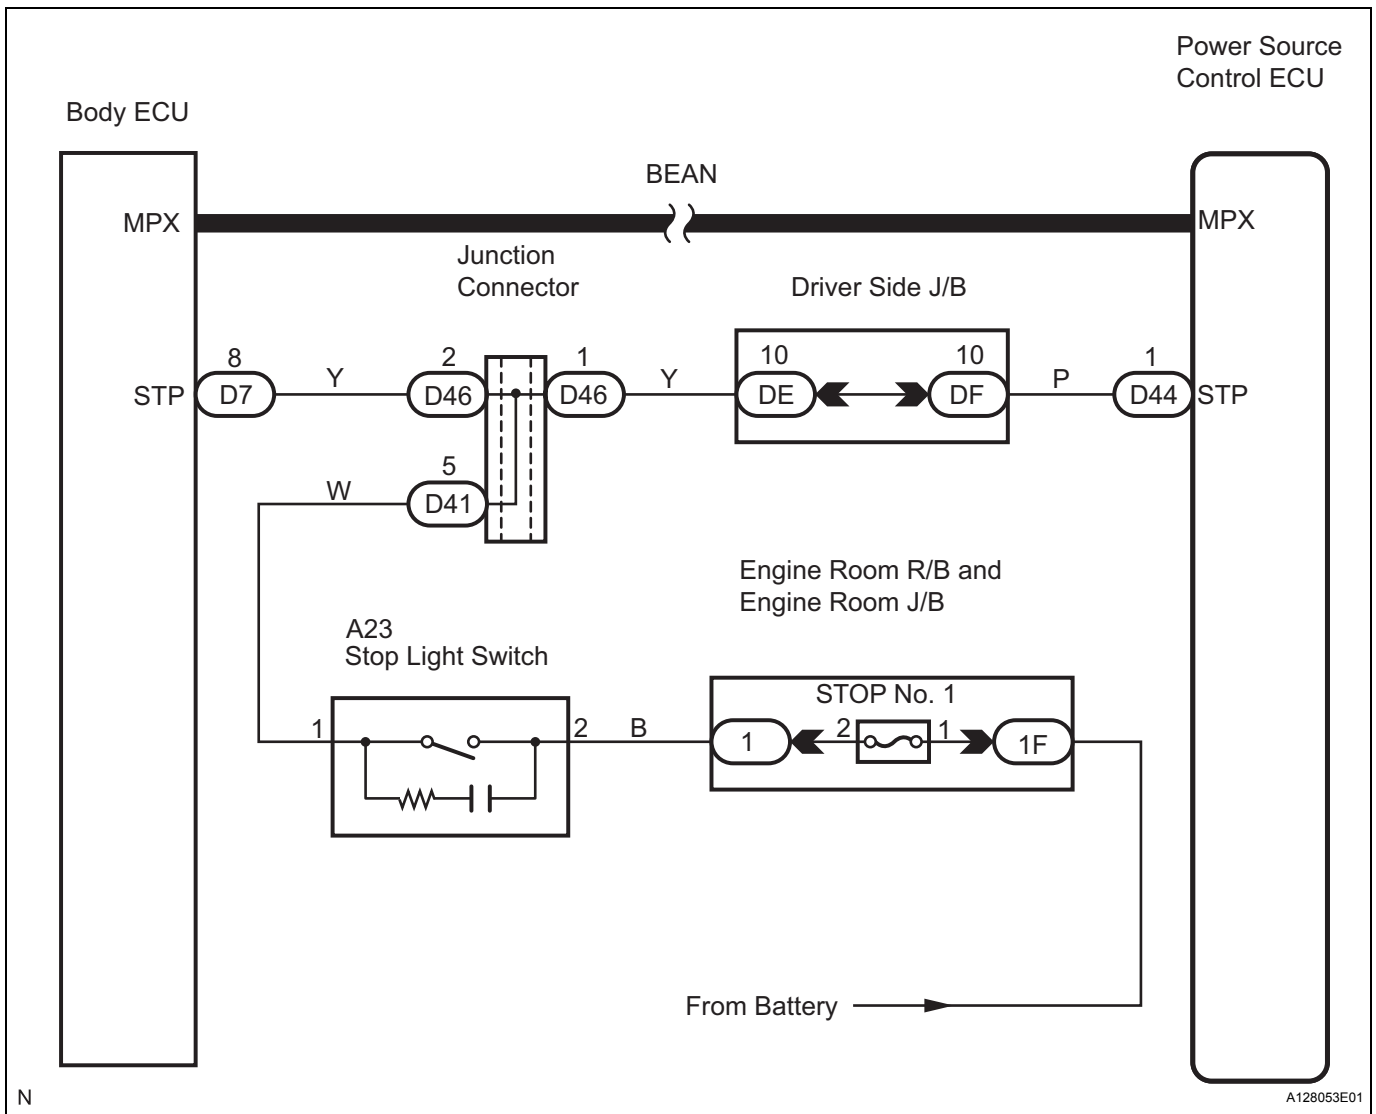 Power Source
Control ECU
Body ECU
BEAN
MPX
MPX
Junction
Connector
Driver Side J/B
8
2
1
10
10
1
STP
D7
Y
D46
D46
Y
DE
DF
P
D44
STP
5
W
D41
Engine Room R/B and
Engine Room J/B
A23
Stop Light Switch
STOP No. 1
1
2
B
1
2
1
1F
From Battery
N
A128053E01